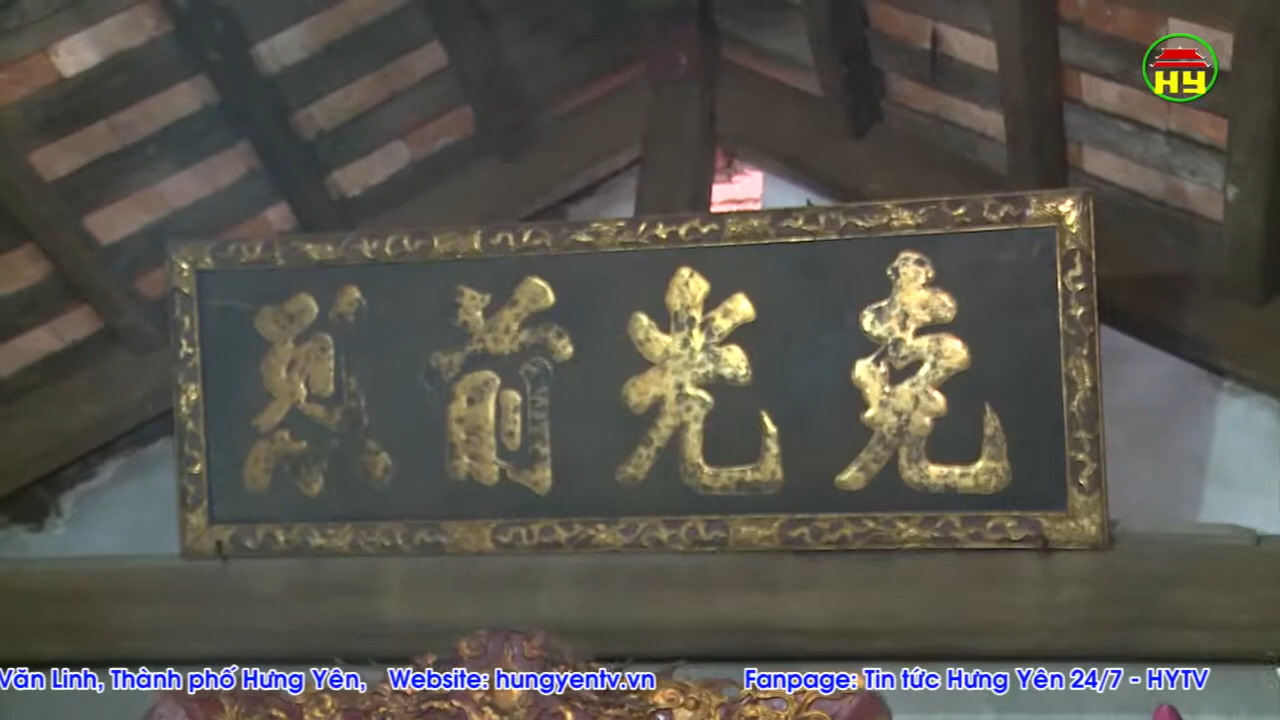 HY
克光前烈
Văn Linh, Thành phố Hưng Yên, Website: hungyentv.vn Fanpage: Tin tức Hưng Yên 24/7 - HYTV